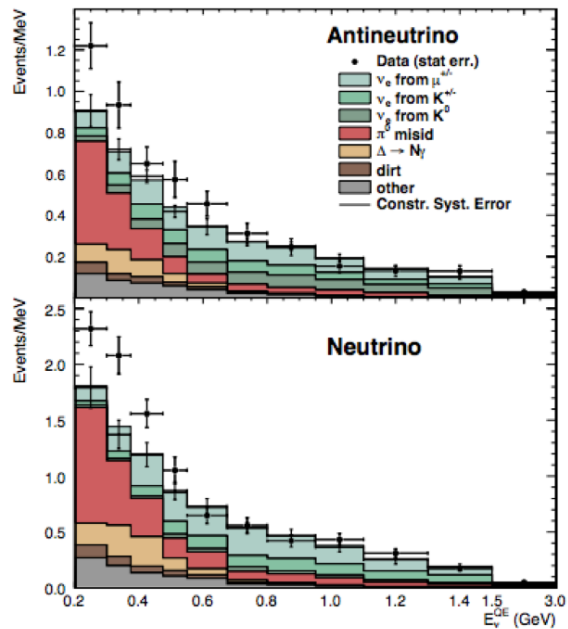 Events/MeV
Antineutrino
1.2
1.0
0.8
0.6
0.4
0.2
Data (stat err.)
νₑ from μ⁺/⁻
νₑ from K⁺/⁻
νₑ from K⁰
π⁰ misid
Δ → Nγ
dirt
other
Constr. Syst. Error
Events/MeV
Neutrino
2.5
2.0
1.5
1.0
0.5
0.0
0.2 0.4 0.6 0.8 1.0 1.2 1.4 1.5 3.0
E_ν^QE (GeV)